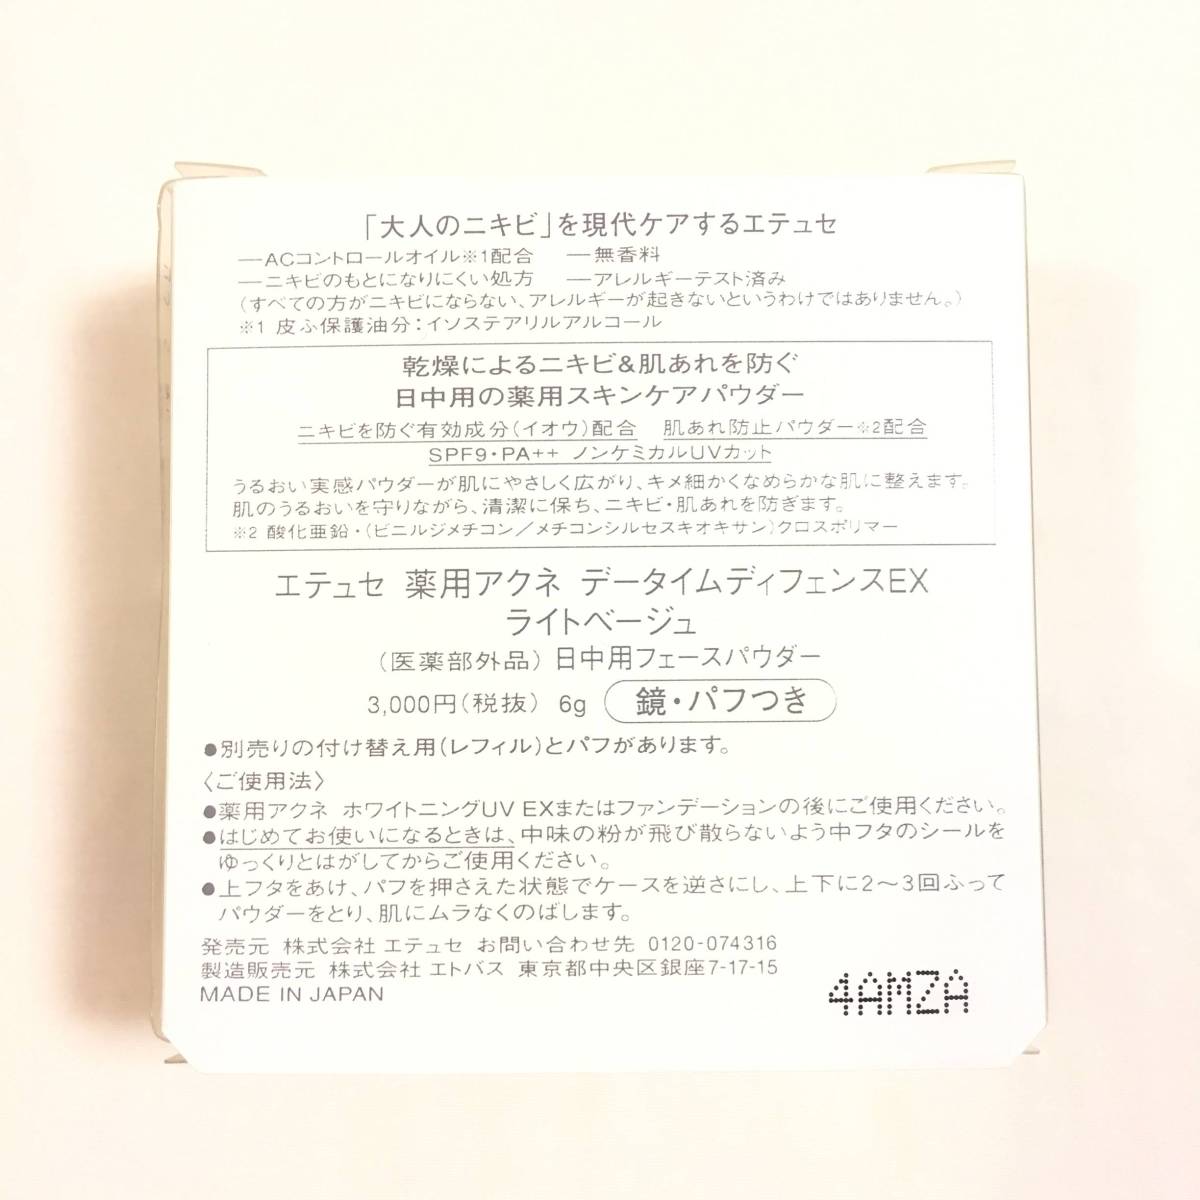 「大人のニキビ」を現代ケアするエテュセ
―ACコントロールオイル※1配合 ―無香料
―ニキビのもとになりにくい処方 ―アレルギーテスト済み
(すべての方がニキビにならない、アレルギーが起きないというわけではありません。)
※1 皮ふ保護油分:イソステアリルアルコール
乾燥によるニキビ&肌あれを防ぐ
日中用の薬用スキンケアパウダー
ニキビを防ぐ有効成分(イオウ)配合 肌あれ防止パウダー※2配合
SPF9・PA++ ノンケミカルUVカット
うるおい実感パウダーが肌にやさしく広がり、キメ細かくなめらかな肌に整えます。
肌のうるおいを守りながら、清潔に保ち、ニキビ・肌あれを防ぎます。
※2 酸化亜鉛・(ビニルジメチコン/メチコンシルセスキオキサン)クロスポリマー
エテュセ 薬用アクネ データイムディフェンスEX
ライトベージュ
(医薬部外品) 日中用フェースパウダー
3,000円(税抜) 6g 鏡・パフつき
●別売りの付け替え用(レフィル)とパフがあります。
〈ご使用法〉
●薬用アクネ ホワイトニングUV EXまたはファンデーションの後にご使用ください。
●はじめてお使いになるときは、中味の粉が飛び散らないよう中フタのシールを
ゆっくりとはがしてからご使用ください。
●上フタをあけ、パフを押さえた状態でケースを逆さにし、上下に2〜3回ふって
パウダーをとり、肌にムラなくのばします。
発売元 株式会社 エテュセ お問い合わせ先 0120-074316
製造販売元 株式会社 エトバス 東京都中央区銀座7-17-15
MADE IN JAPAN
4AMZA